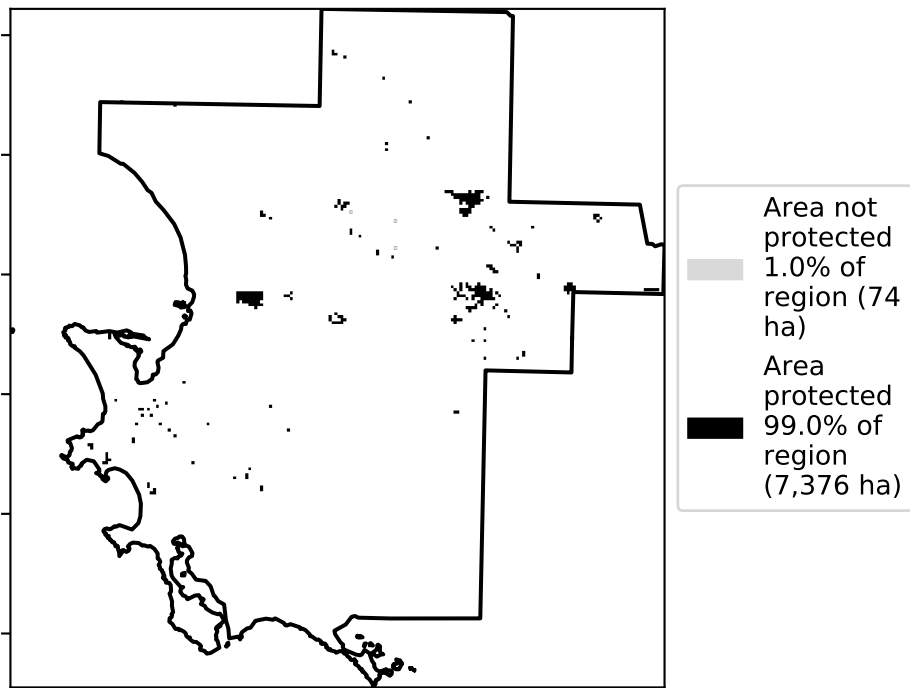 Area not
protected
1.0% of
region (74
ha)
Area
protected
99.0% of
region
(7,376 ha)